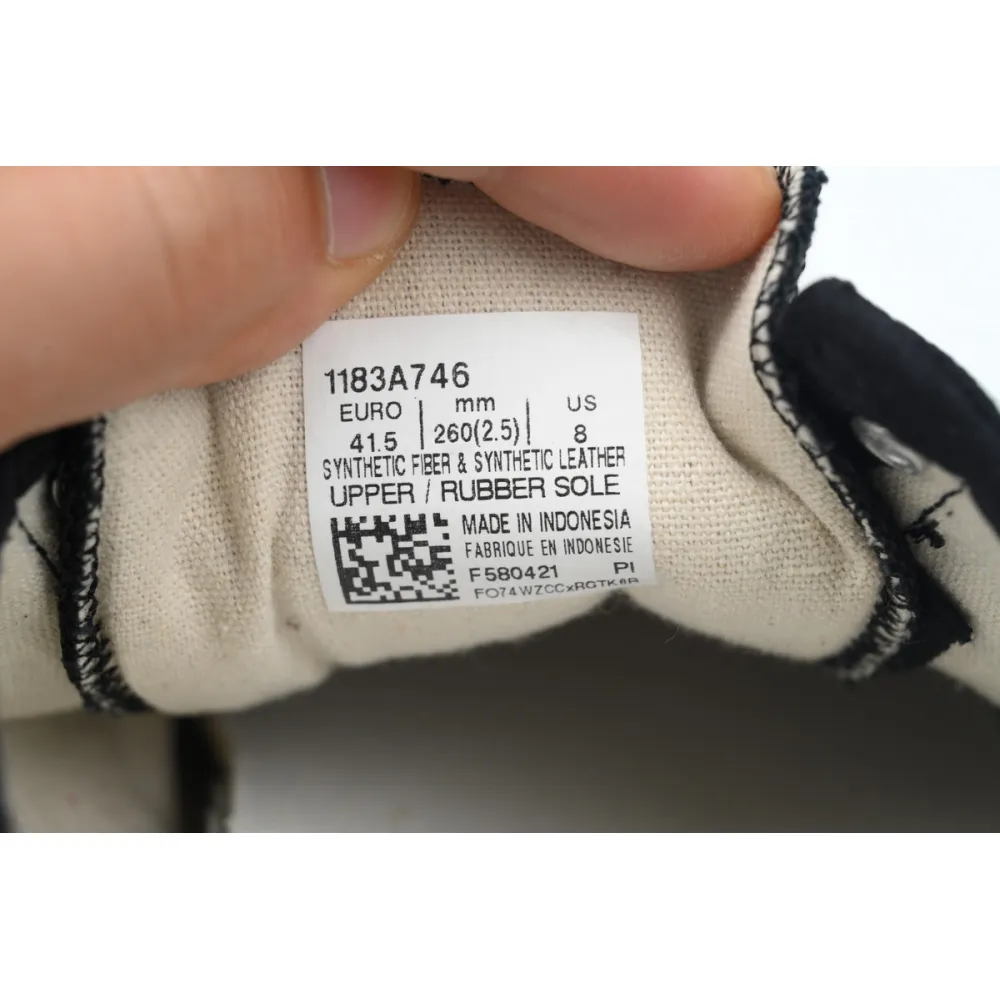 1183A746
EURO | mm | US
41.5 | 260(2.5) | 8
SYNTHETIC FIBER & SYNTHETIC LEATHER
UPPER / RUBBER SOLE
MADE IN INDONESIA
FABRIQUE EN INDONESIE
F580421 PI